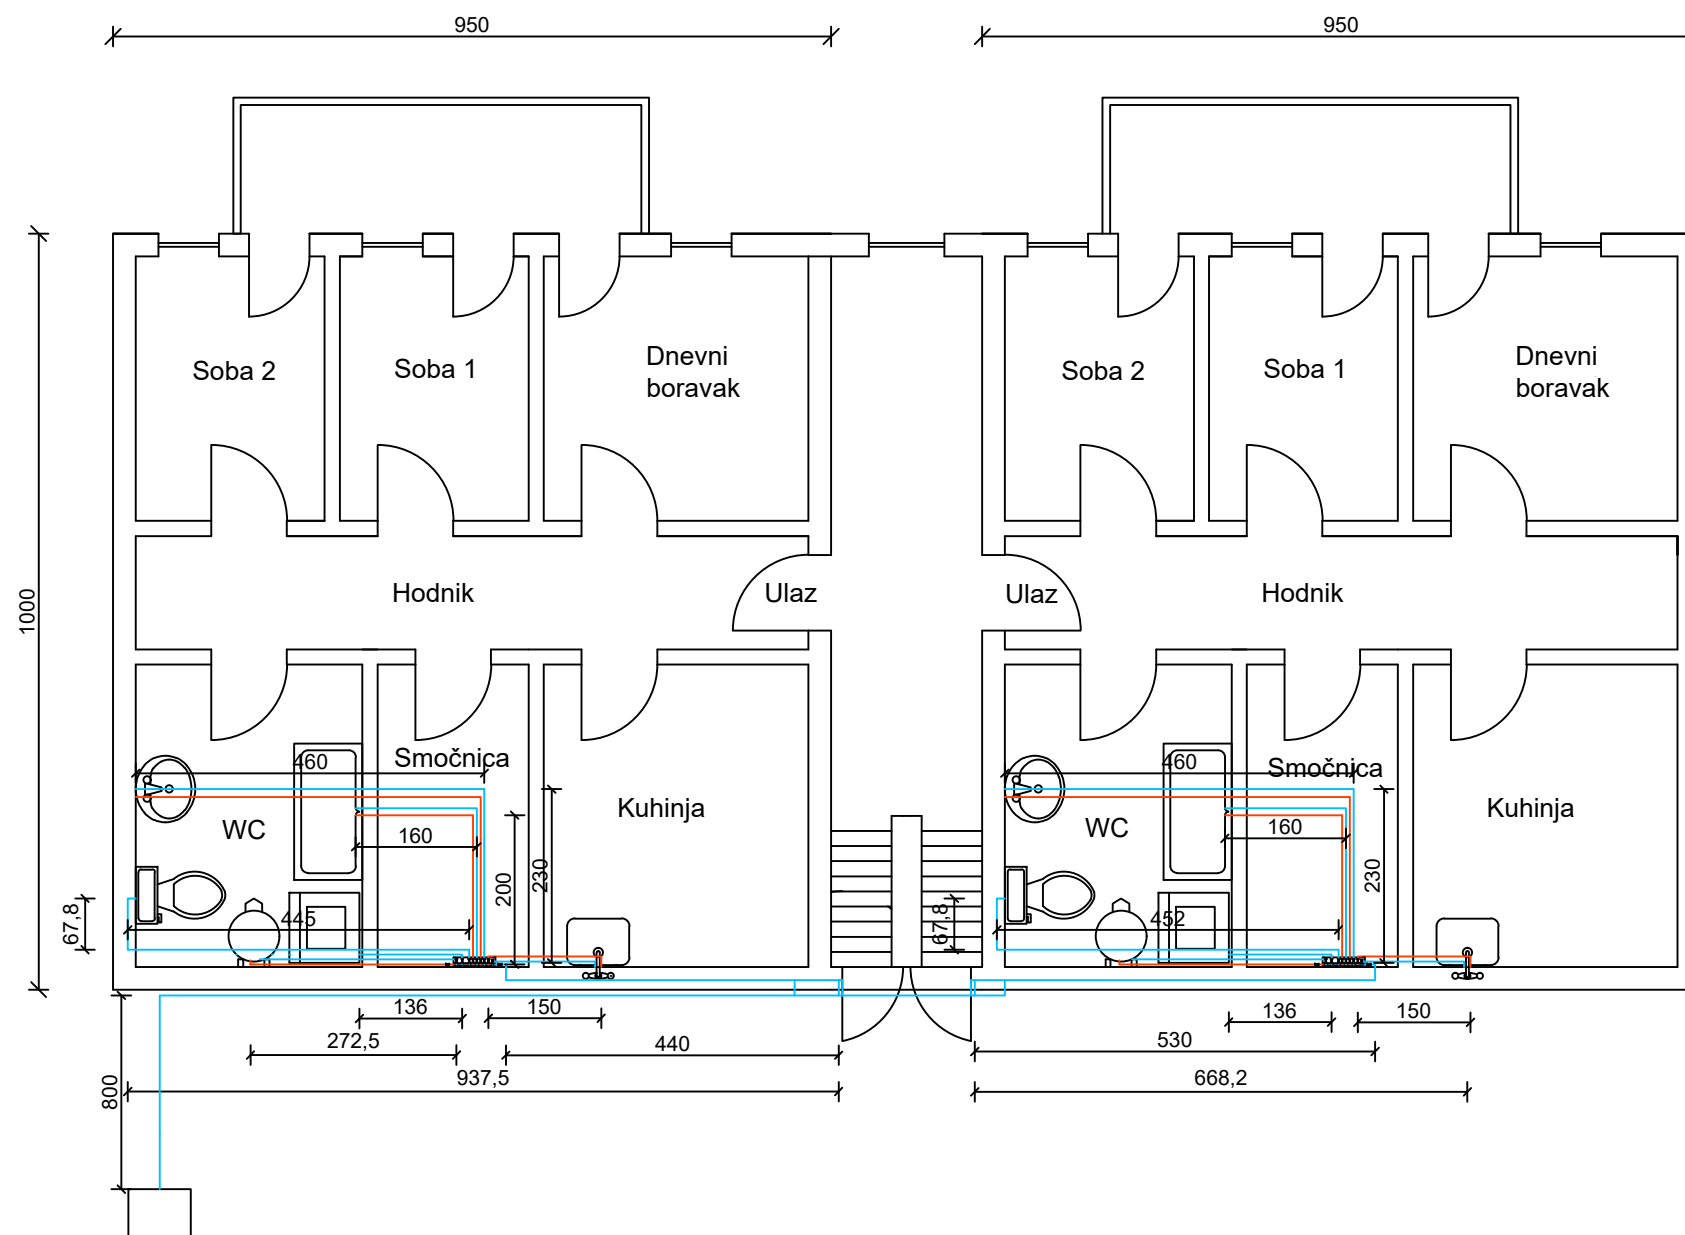 950
950
Soba 2
Soba 1
Dnevni
boravak
Soba 2
Soba 1
Dnevni
boravak
1000
Hodnik
Ulaz
Ulaz
Hodnik
460
Smočnica
460
Smočnica
Kuhinja
Kuhinja
WC
160
WC
160
200
230
230
67,8
445
67,8
452
136
150
136
150
272,5
440
530
937,5
668,2
800